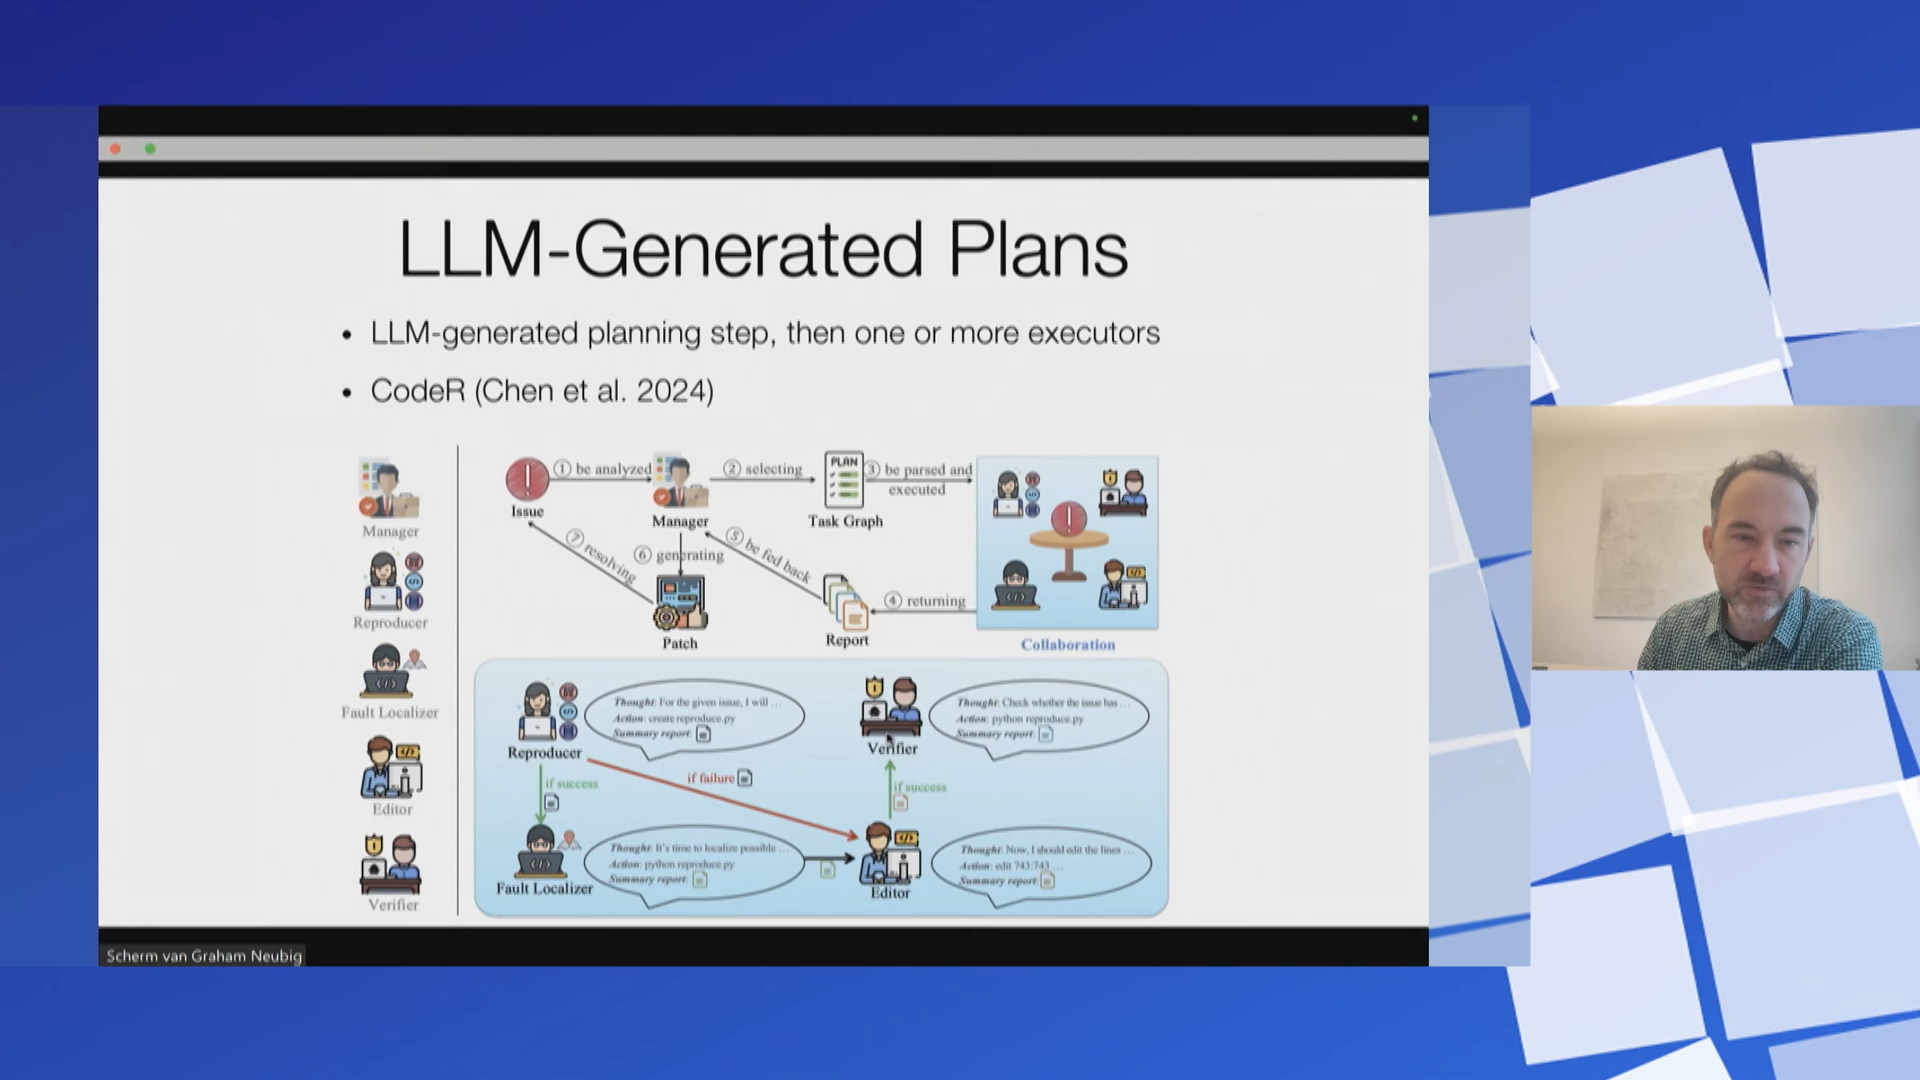 LLM-Generated Plans
• LLM-generated planning step, then one or more executors
• CodeR (Chen et al. 2024)
Manager
Reproducer
Fault Localizer
Editor
Verifier
Issue
① be analyzed
Manager
② selecting
PLAN
Task Graph
③ be parsed and
executed
Collaboration
④ returning
Report
⑤ be fed back
⑥ generating
Patch
⑦ resolving
Reproducer
Thought: For the given issue, I will ...
Action: create reproduce.py
Summary report:
if success
if failure
Fault Localizer
Thought: It's time to localize possible ...
Action: python reproduce.py
Summary report:
Editor
Thought: Now, I should edit the lines ...
Action: edit 743:743 ...
Summary report:
if success
Verifier
Thought: Check whether the issue has ...
Action: python reproduce.py
Summary report:
Scherm van Graham Neubig